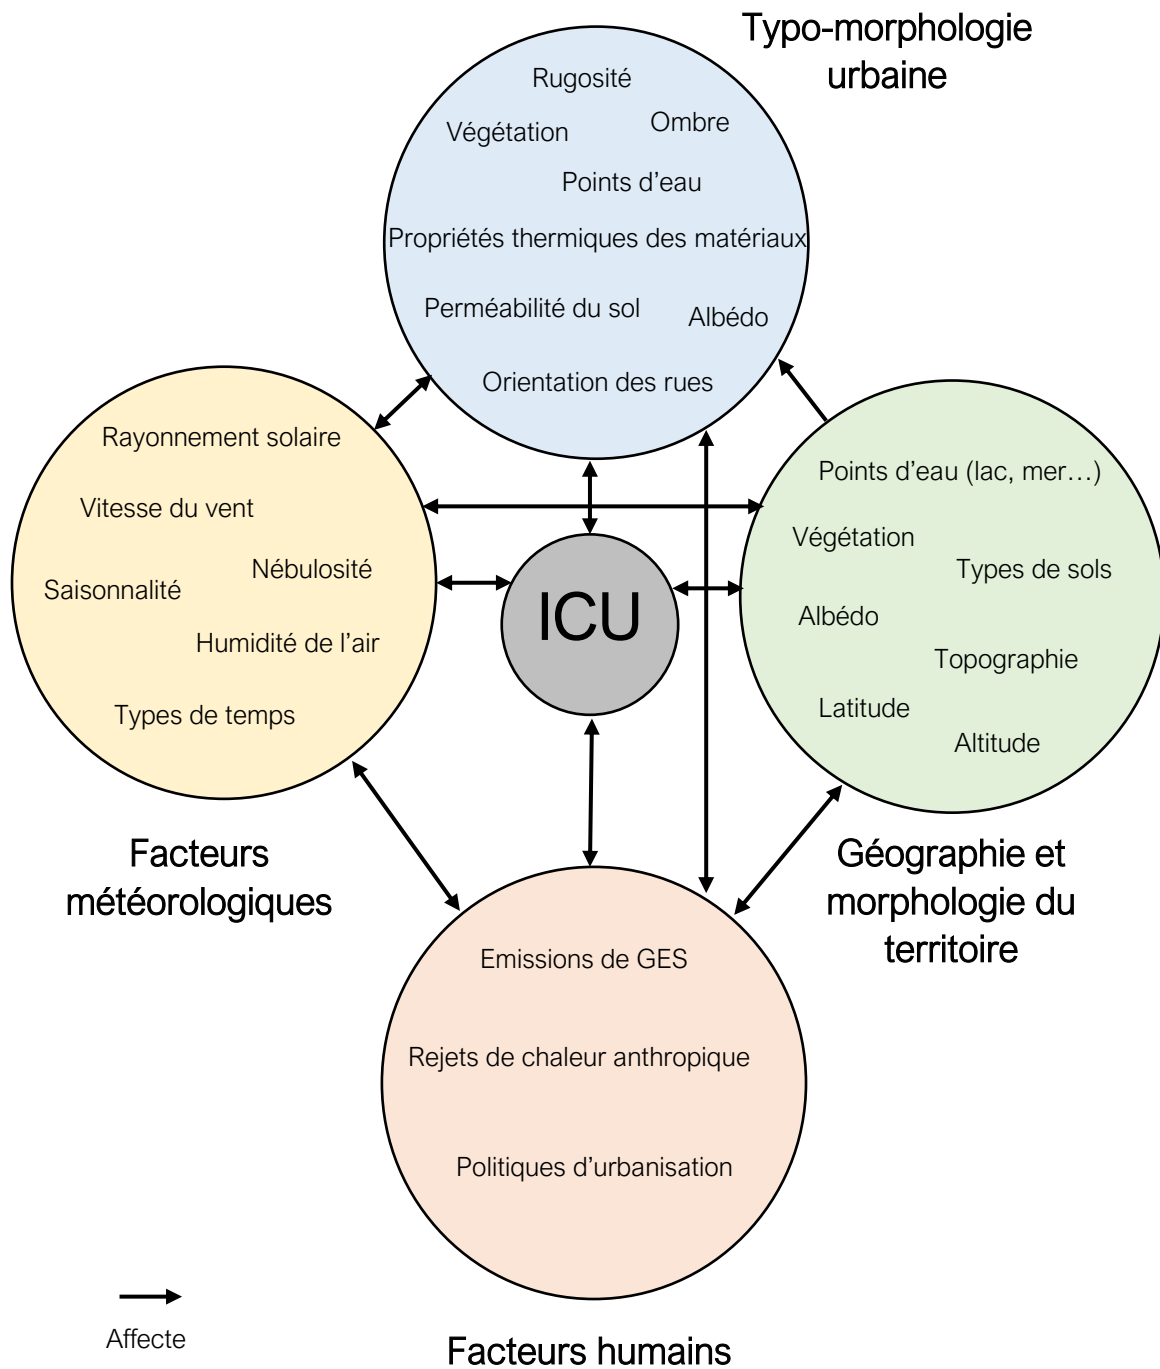 Typo-morphologie
urbaine
Rugosité
Végétation
Ombre
Points d'eau
Propriétés thermiques des matériaux
Perméabilité du sol
Albédo
Orientation des rues
Rayonnement solaire
Vitesse du vent
Nébulosité
Saisonnalité
Humidité de l'air
Types de temps
Facteurs
météorologiques
ICU
Points d'eau (lac, mer…)
Végétation
Types de sols
Albédo
Topographie
Latitude
Altitude
Géographie et
morphologie du
territoire
Emissions de GES
Rejets de chaleur anthropique
Politiques d'urbanisation
Facteurs humains
Affecte